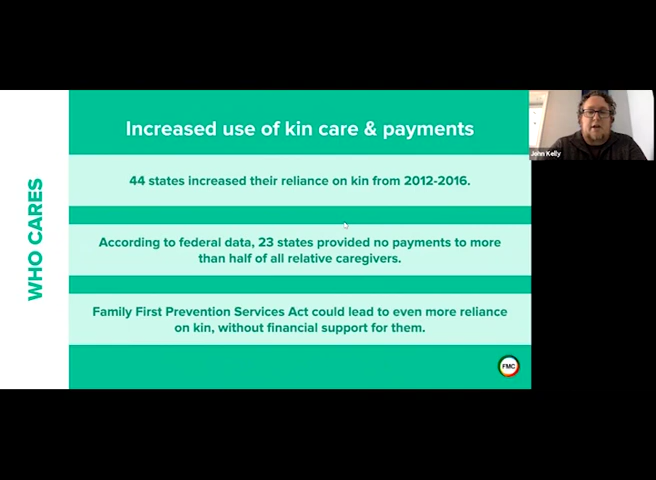 WHO CARES
Increased use of kin care & payments
44 states increased their reliance on kin from 2012-2016.
According to federal data, 23 states provided no payments to more
than half of all relative caregivers.
Family First Prevention Services Act could lead to even more reliance
on kin, without financial support for them.
FMC
John Kelly